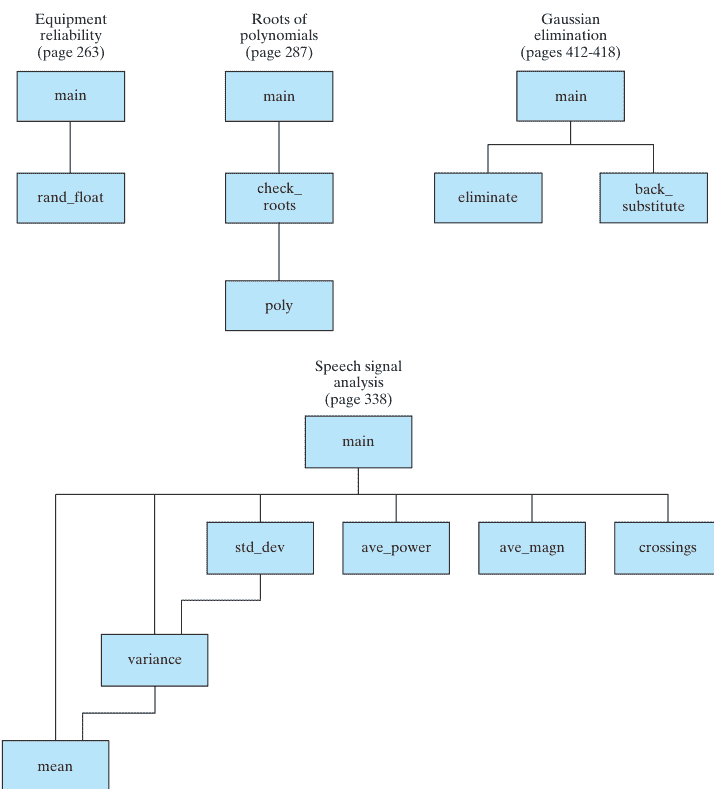 Equipment
reliability
(page 263)
main
rand_float
Roots of
polynomials
(page 287)
main
check_
roots
poly
Gaussian
elimination
(pages 412-418)
main
eliminate
back_
substitute
Speech signal
analysis
(page 338)
main
std_dev
ave_power
ave_magn
crossings
variance
mean